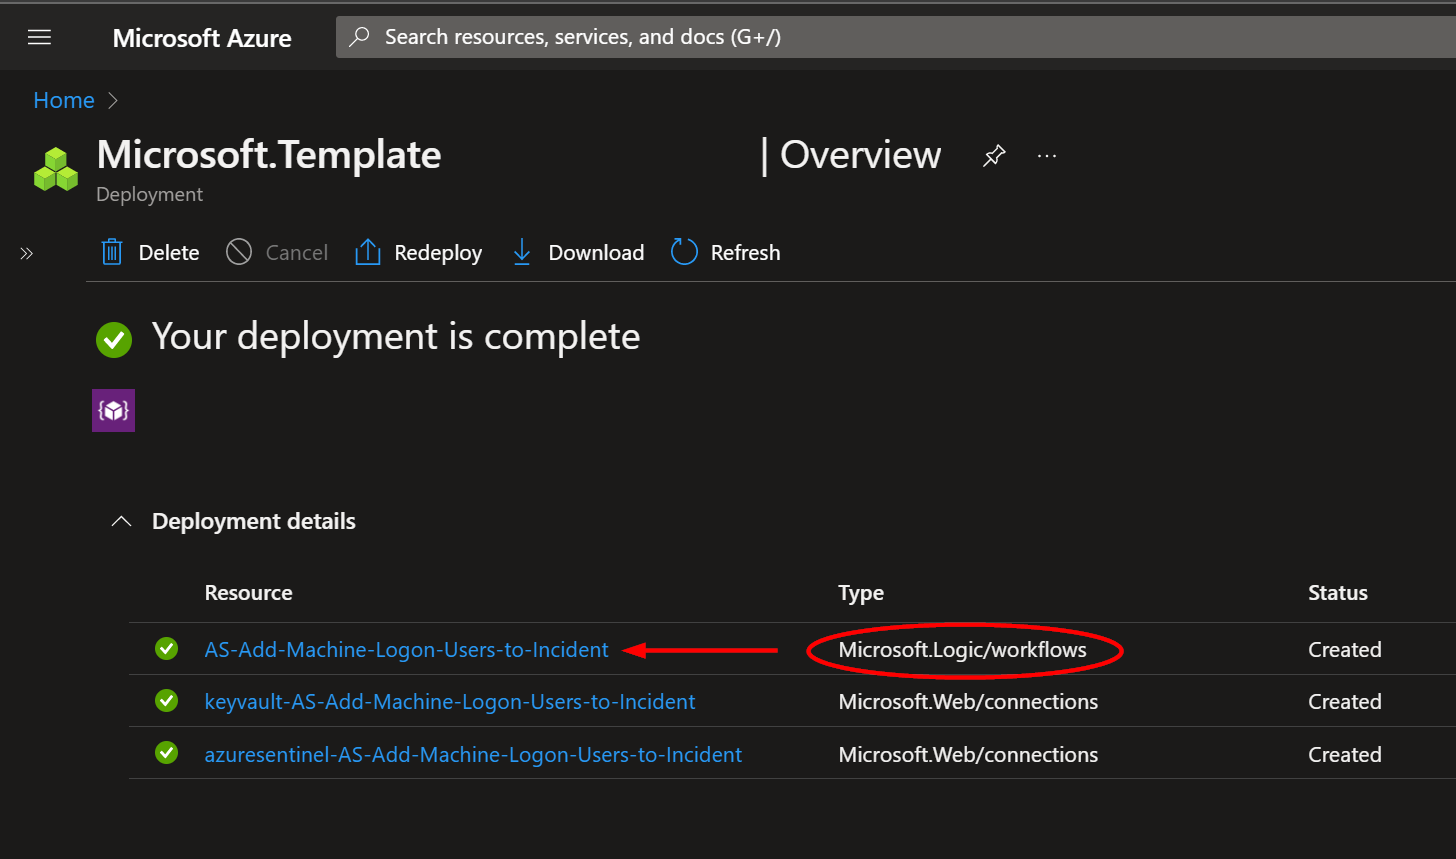 Microsoft Azure
Search resources, services, and docs (G+/)
Home
Microsoft.Template | Overview
Deployment
Delete Cancel Redeploy Download Refresh
Your deployment is complete
Deployment details
Resource Type Status
AS-Add-Machine-Logon-Users-to-Incident Microsoft.Logic/workflows Created
keyvault-AS-Add-Machine-Logon-Users-to-Incident Microsoft.Web/connections Created
azuresentinel-AS-Add-Machine-Logon-Users-to-Incident Microsoft.Web/connections Created